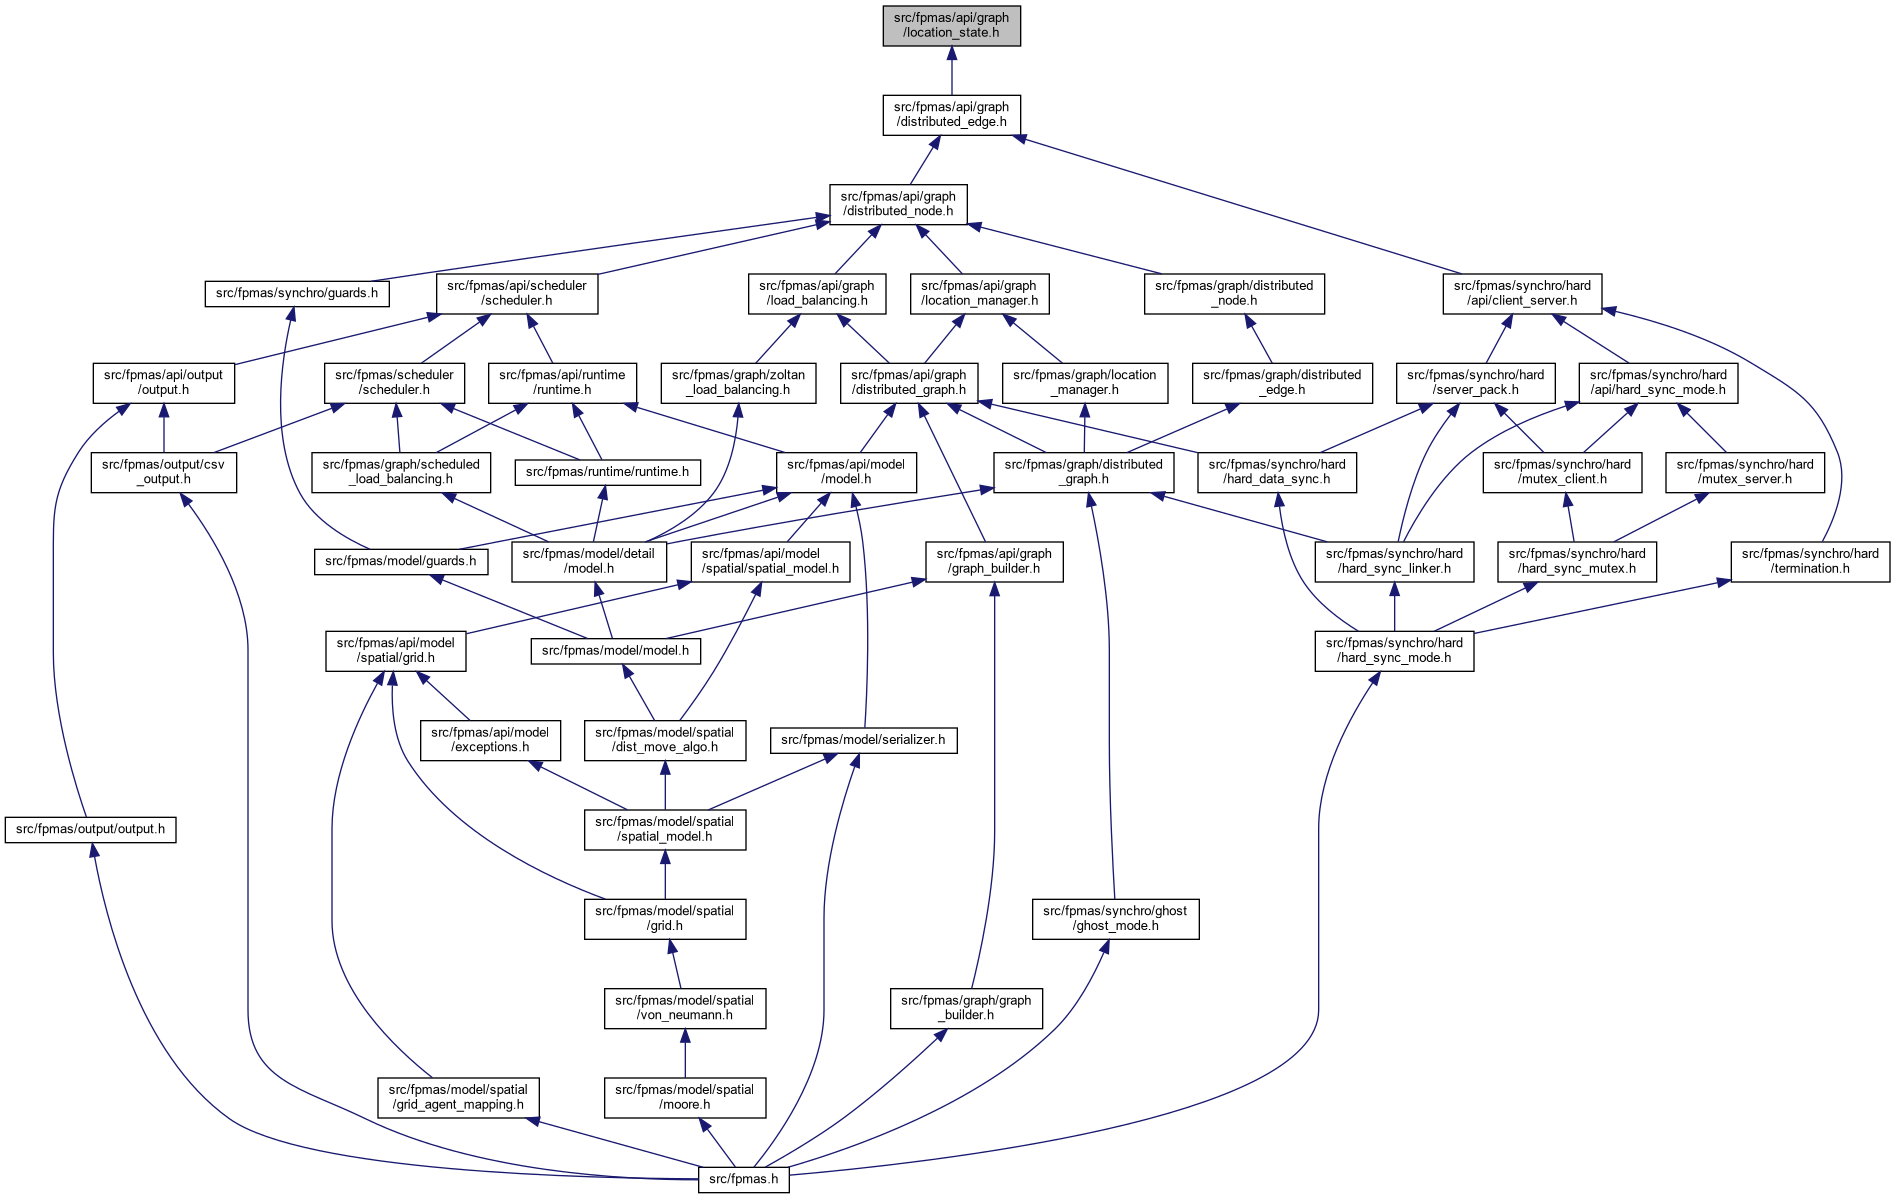 src/fpmas/api/graph
/location_state.h
src/fpmas/api/graph
/distributed_edge.h
src/fpmas/api/graph
/distributed_node.h
src/fpmas/synchro/guards.h
src/fpmas/api/scheduler
/scheduler.h
src/fpmas/api/graph
/load_balancing.h
src/fpmas/api/graph
/location_manager.h
src/fpmas/graph/distributed
_node.h
src/fpmas/synchro/hard
/api/client_server.h
src/fpmas/api/output
/output.h
src/fpmas/scheduler
/scheduler.h
src/fpmas/api/runtime
/runtime.h
src/fpmas/graph/zoltan
_load_balancing.h
src/fpmas/api/graph
/distributed_graph.h
src/fpmas/graph/location
_manager.h
src/fpmas/graph/distributed
_edge.h
src/fpmas/synchro/hard
/server_pack.h
src/fpmas/synchro/hard
/api/hard_sync_mode.h
src/fpmas/output/csv
_output.h
src/fpmas/graph/scheduled
_load_balancing.h
src/fpmas/runtime/runtime.h
src/fpmas/api/model
/model.h
src/fpmas/graph/distributed
_graph.h
src/fpmas/synchro/hard
/hard_data_sync.h
src/fpmas/synchro/hard
/mutex_client.h
src/fpmas/synchro/hard
/mutex_server.h
src/fpmas/model/guards.h
src/fpmas/model/detail
/model.h
src/fpmas/api/model
/spatial/spatial_model.h
src/fpmas/api/graph
/graph_builder.h
src/fpmas/synchro/hard
/hard_sync_linker.h
src/fpmas/synchro/hard
/hard_sync_mutex.h
src/fpmas/synchro/hard
/termination.h
src/fpmas/api/model
/spatial/grid.h
src/fpmas/model/model.h
src/fpmas/synchro/hard
/hard_sync_mode.h
src/fpmas/api/model
/exceptions.h
src/fpmas/model/spatial
/dist_move_algo.h
src/fpmas/model/serializer.h
src/fpmas/output/output.h
src/fpmas/model/spatial
/spatial_model.h
src/fpmas/model/spatial
/grid.h
src/fpmas/synchro/ghost
/ghost_mode.h
src/fpmas/model/spatial
/von_neumann.h
src/fpmas/graph/graph
_builder.h
src/fpmas/model/spatial
/grid_agent_mapping.h
src/fpmas/model/spatial
/moore.h
src/fpmas.h